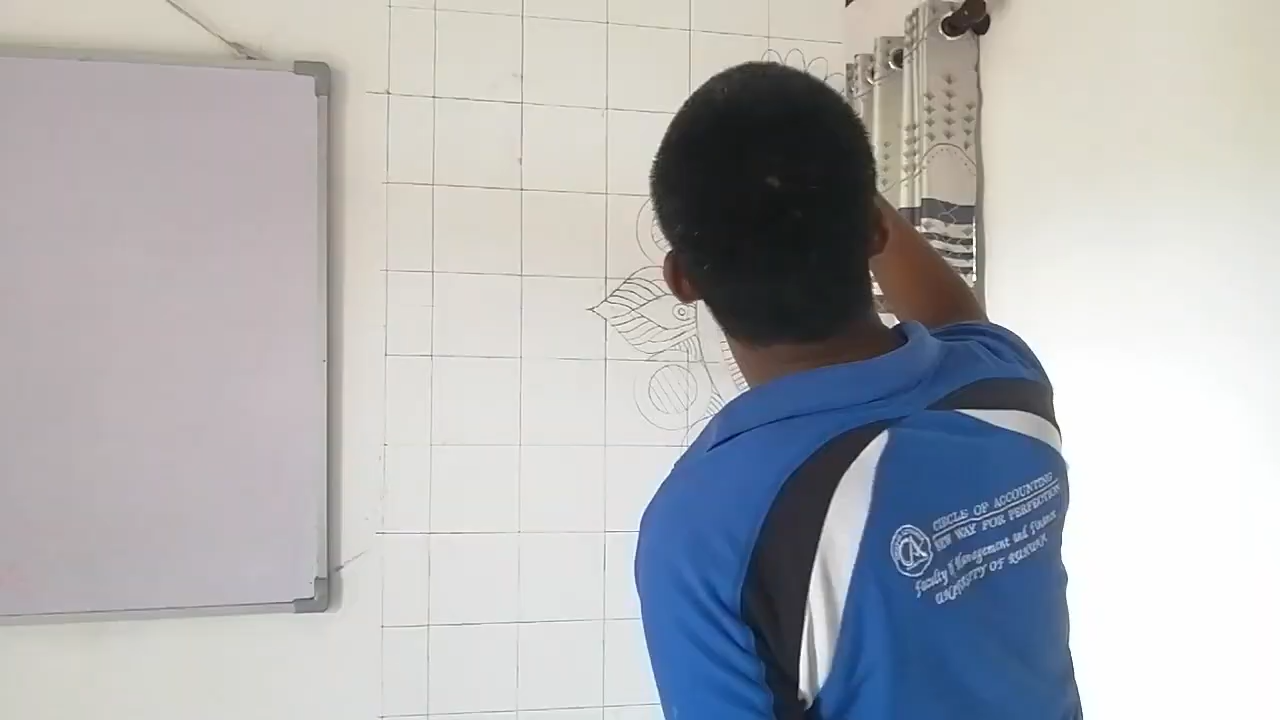 CIRCLE OF ACCOUNTING
NEW WAY FOR PERFECTION
Faculty of Management and Finance
UNIVERSITY OF RUHUNA